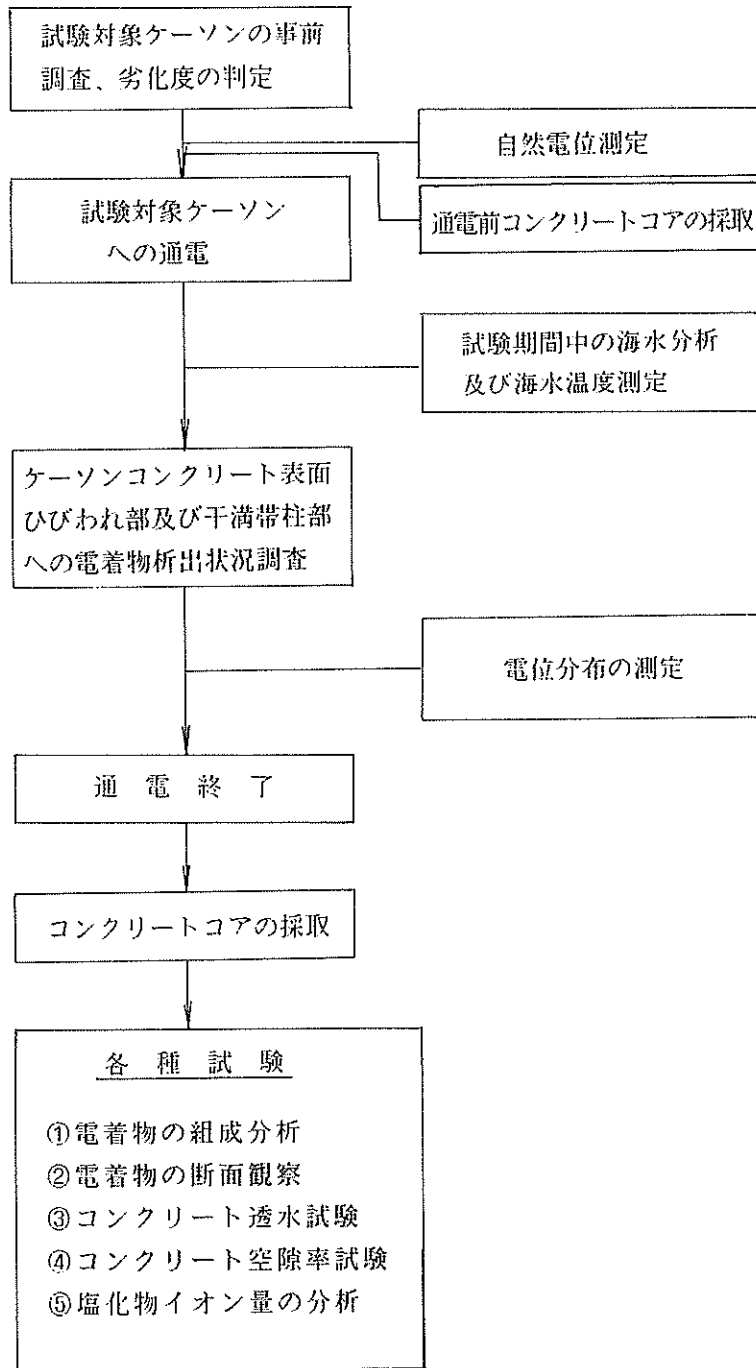 試験対象ケーソンの事前
調査、劣化度の判定
自然電位測定
試験対象ケーソン
への通電
通電前コンクリートコアの採取
試験期間中の海水分析
及び海水温度測定
ケーソンコンクリート表面
ひびわれ部及び干満帯柱部
への電着物析出状況調査
電位分布の測定
通電終了
コンクリートコアの採取
各種試験
①電着物の組成分析
②電着物の断面観察
③コンクリート透水試験
④コンクリート空隙率試験
⑤塩化物イオン量の分析